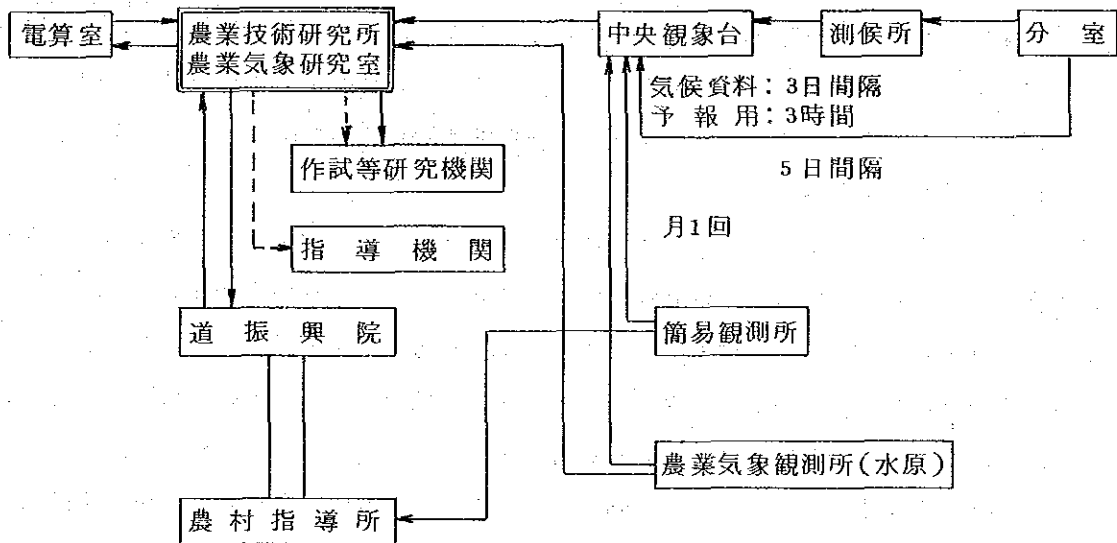 電算室
農業技術研究所
農業気象研究室
中央観象台
測候所
分室
気候資料：3日間隔
予報用：3時間
5日間隔
作試等研究機関
月1回
指導機関
道振興院
簡易観測所
農業気象観測所(水原)
農村指導所